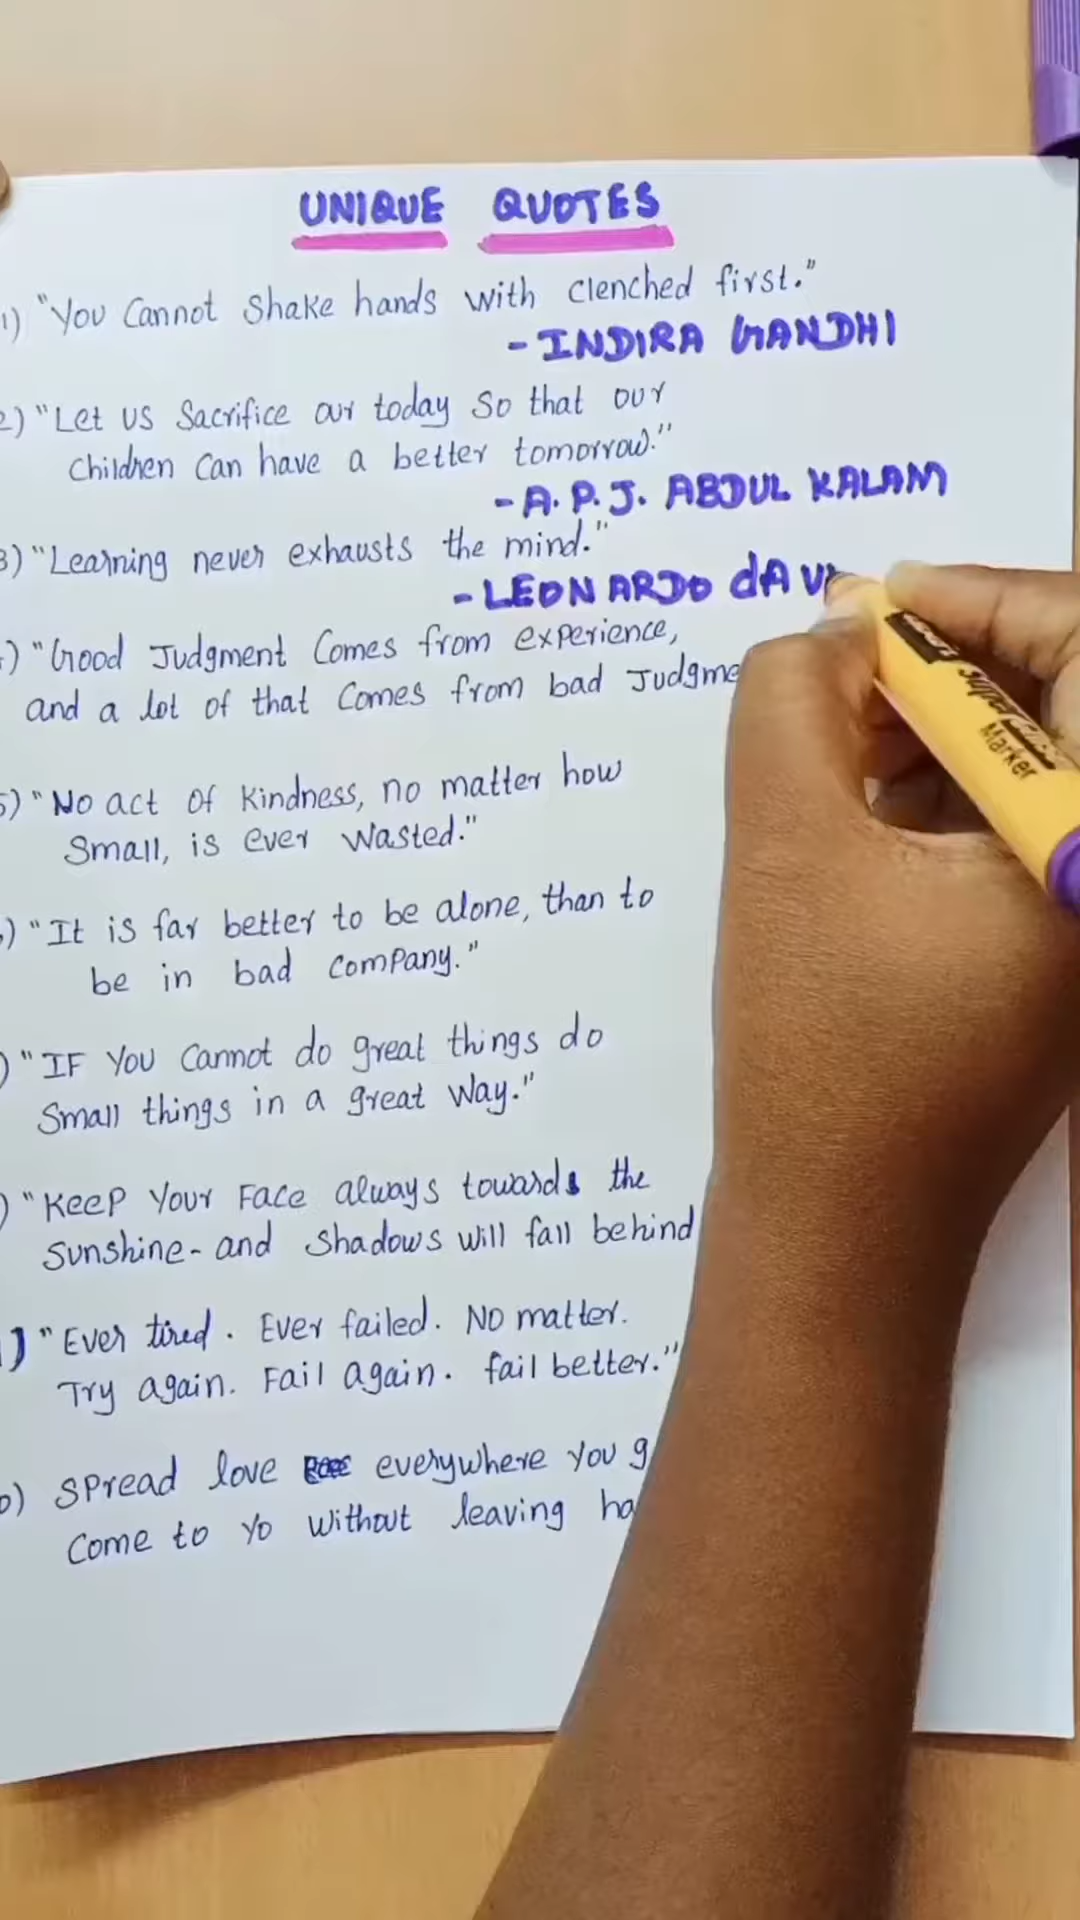 UNIQUE QUOTES
1) "You Cannot Shake hands with clenched first."
- INDIRA GANDHI
2) "Let us Sacrifice our today So that our
children Can have a better tomorrow."
- A. P. J. ABDUL KALAM
3) "Learning never exhausts the mind."
- LEONARDO dA
) "Good Judgment Comes from experience,
and a lot of that Comes from bad Judgme
5) "No act Of Kindness, no matter how
Small, is ever Wasted."
) "It is far better to be alone, than to
be in bad Company."
) "IF You Cannot do great things do
Small things in a great Way."
) "Keep Your Face always towards the
Sunshine- and Shadows will fall behind
) "Ever tired. Ever failed. No matter.
Try again. Fail again. fail better."
) Spread love everywhere You g
Come to Yo Without leaving ha
Marker